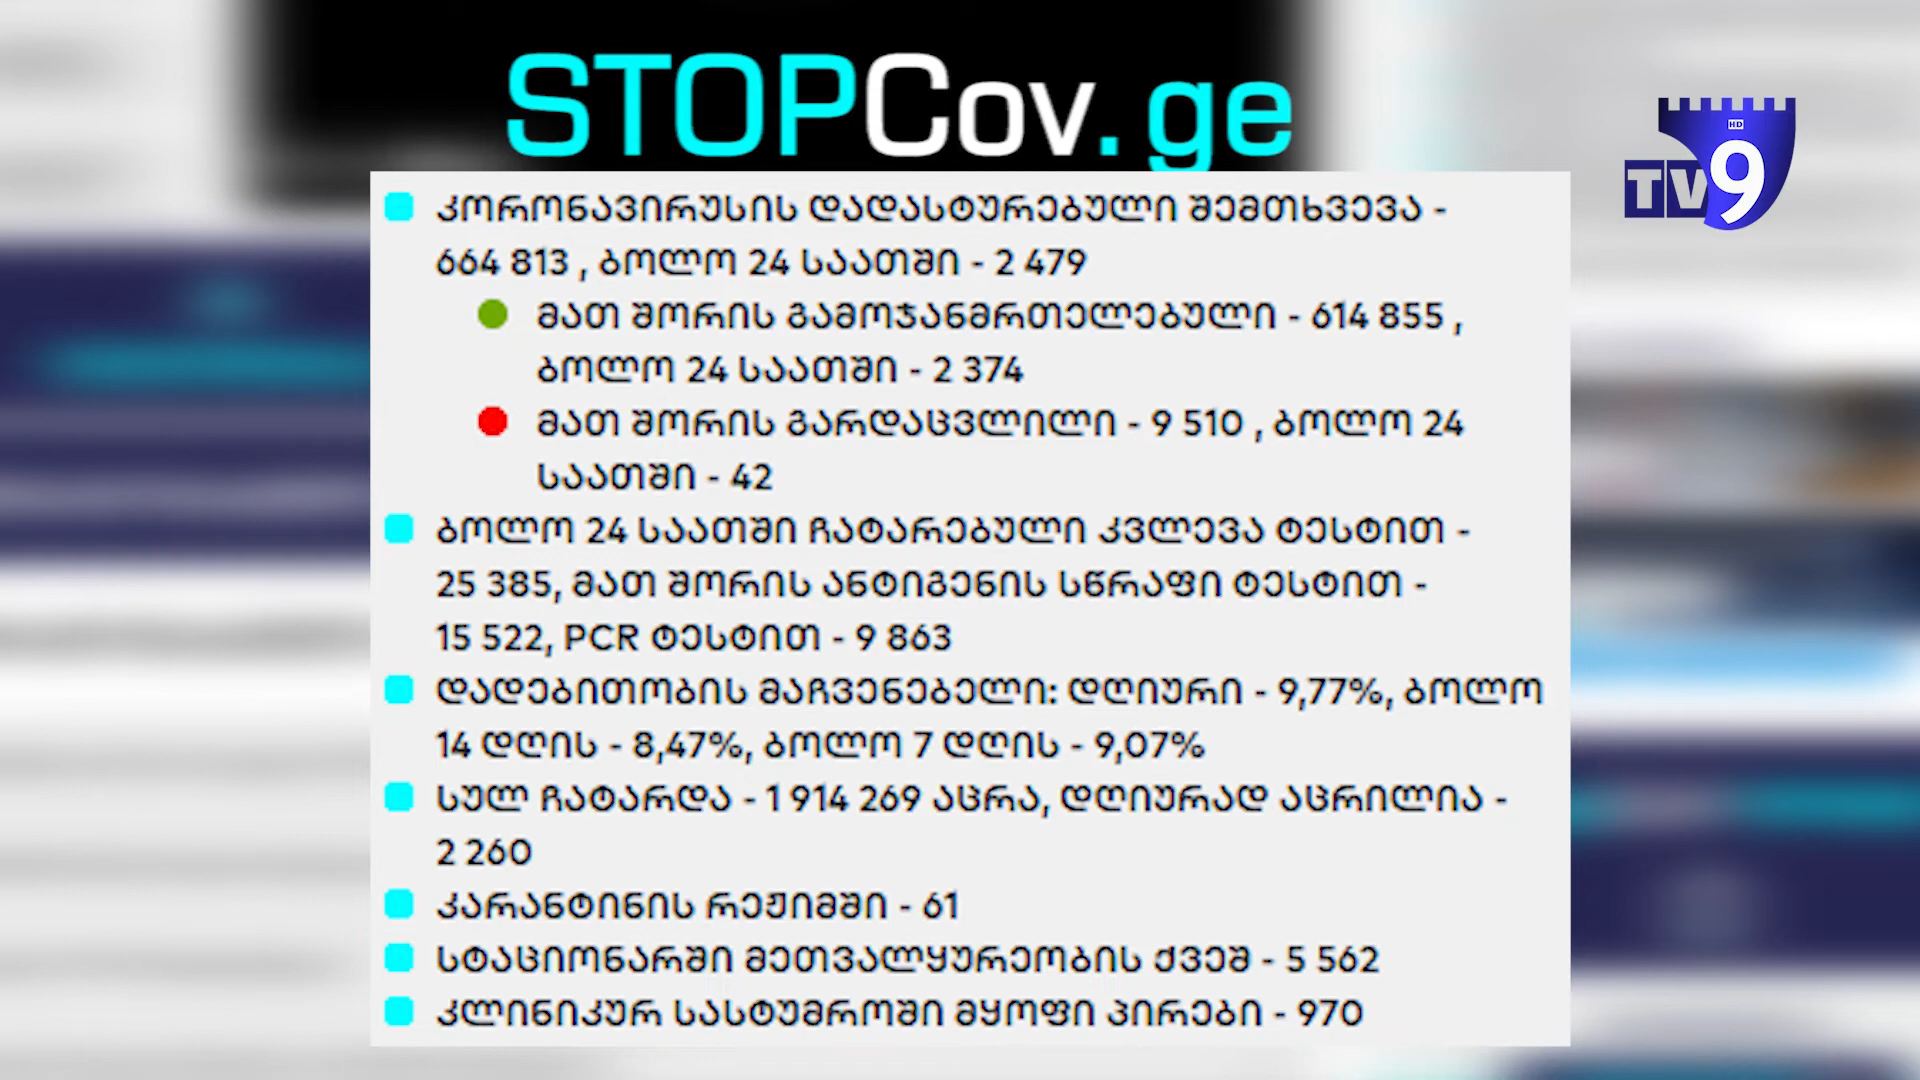 STOPCov.ge
HD
TV9
კორონავირუსის დადასტურებული შემთხვევა -
664 813 , ბოლო 24 საათში - 2 479
მათ შორის გამოჯანმრთელებული - 614 855 ,
ბოლო 24 საათში - 2 374
მათ შორის გარდაცვლილი - 9 510 , ბოლო 24
საათში - 42
ბოლო 24 საათში ჩატარებული კვლევა ტესტით -
25 385, მათ შორის ანტიგენის სწრაფი ტესტით -
15 522, PCR ტესტით - 9 863
დადებითობის მაჩვენებელი: დღიური - 9,77%, ბოლო
14 დღის - 8,47%, ბოლო 7 დღის - 9,07%
სულ ჩატარდა - 1 914 269 აცრა, დღიურად აცრილია -
2 260
კარანტინის რეჟიმში - 61
სტაციონარში მეთვალყურეობის ქვეშ - 5 562
კლინიკურ სასტუმროში მყოფი პირები - 970